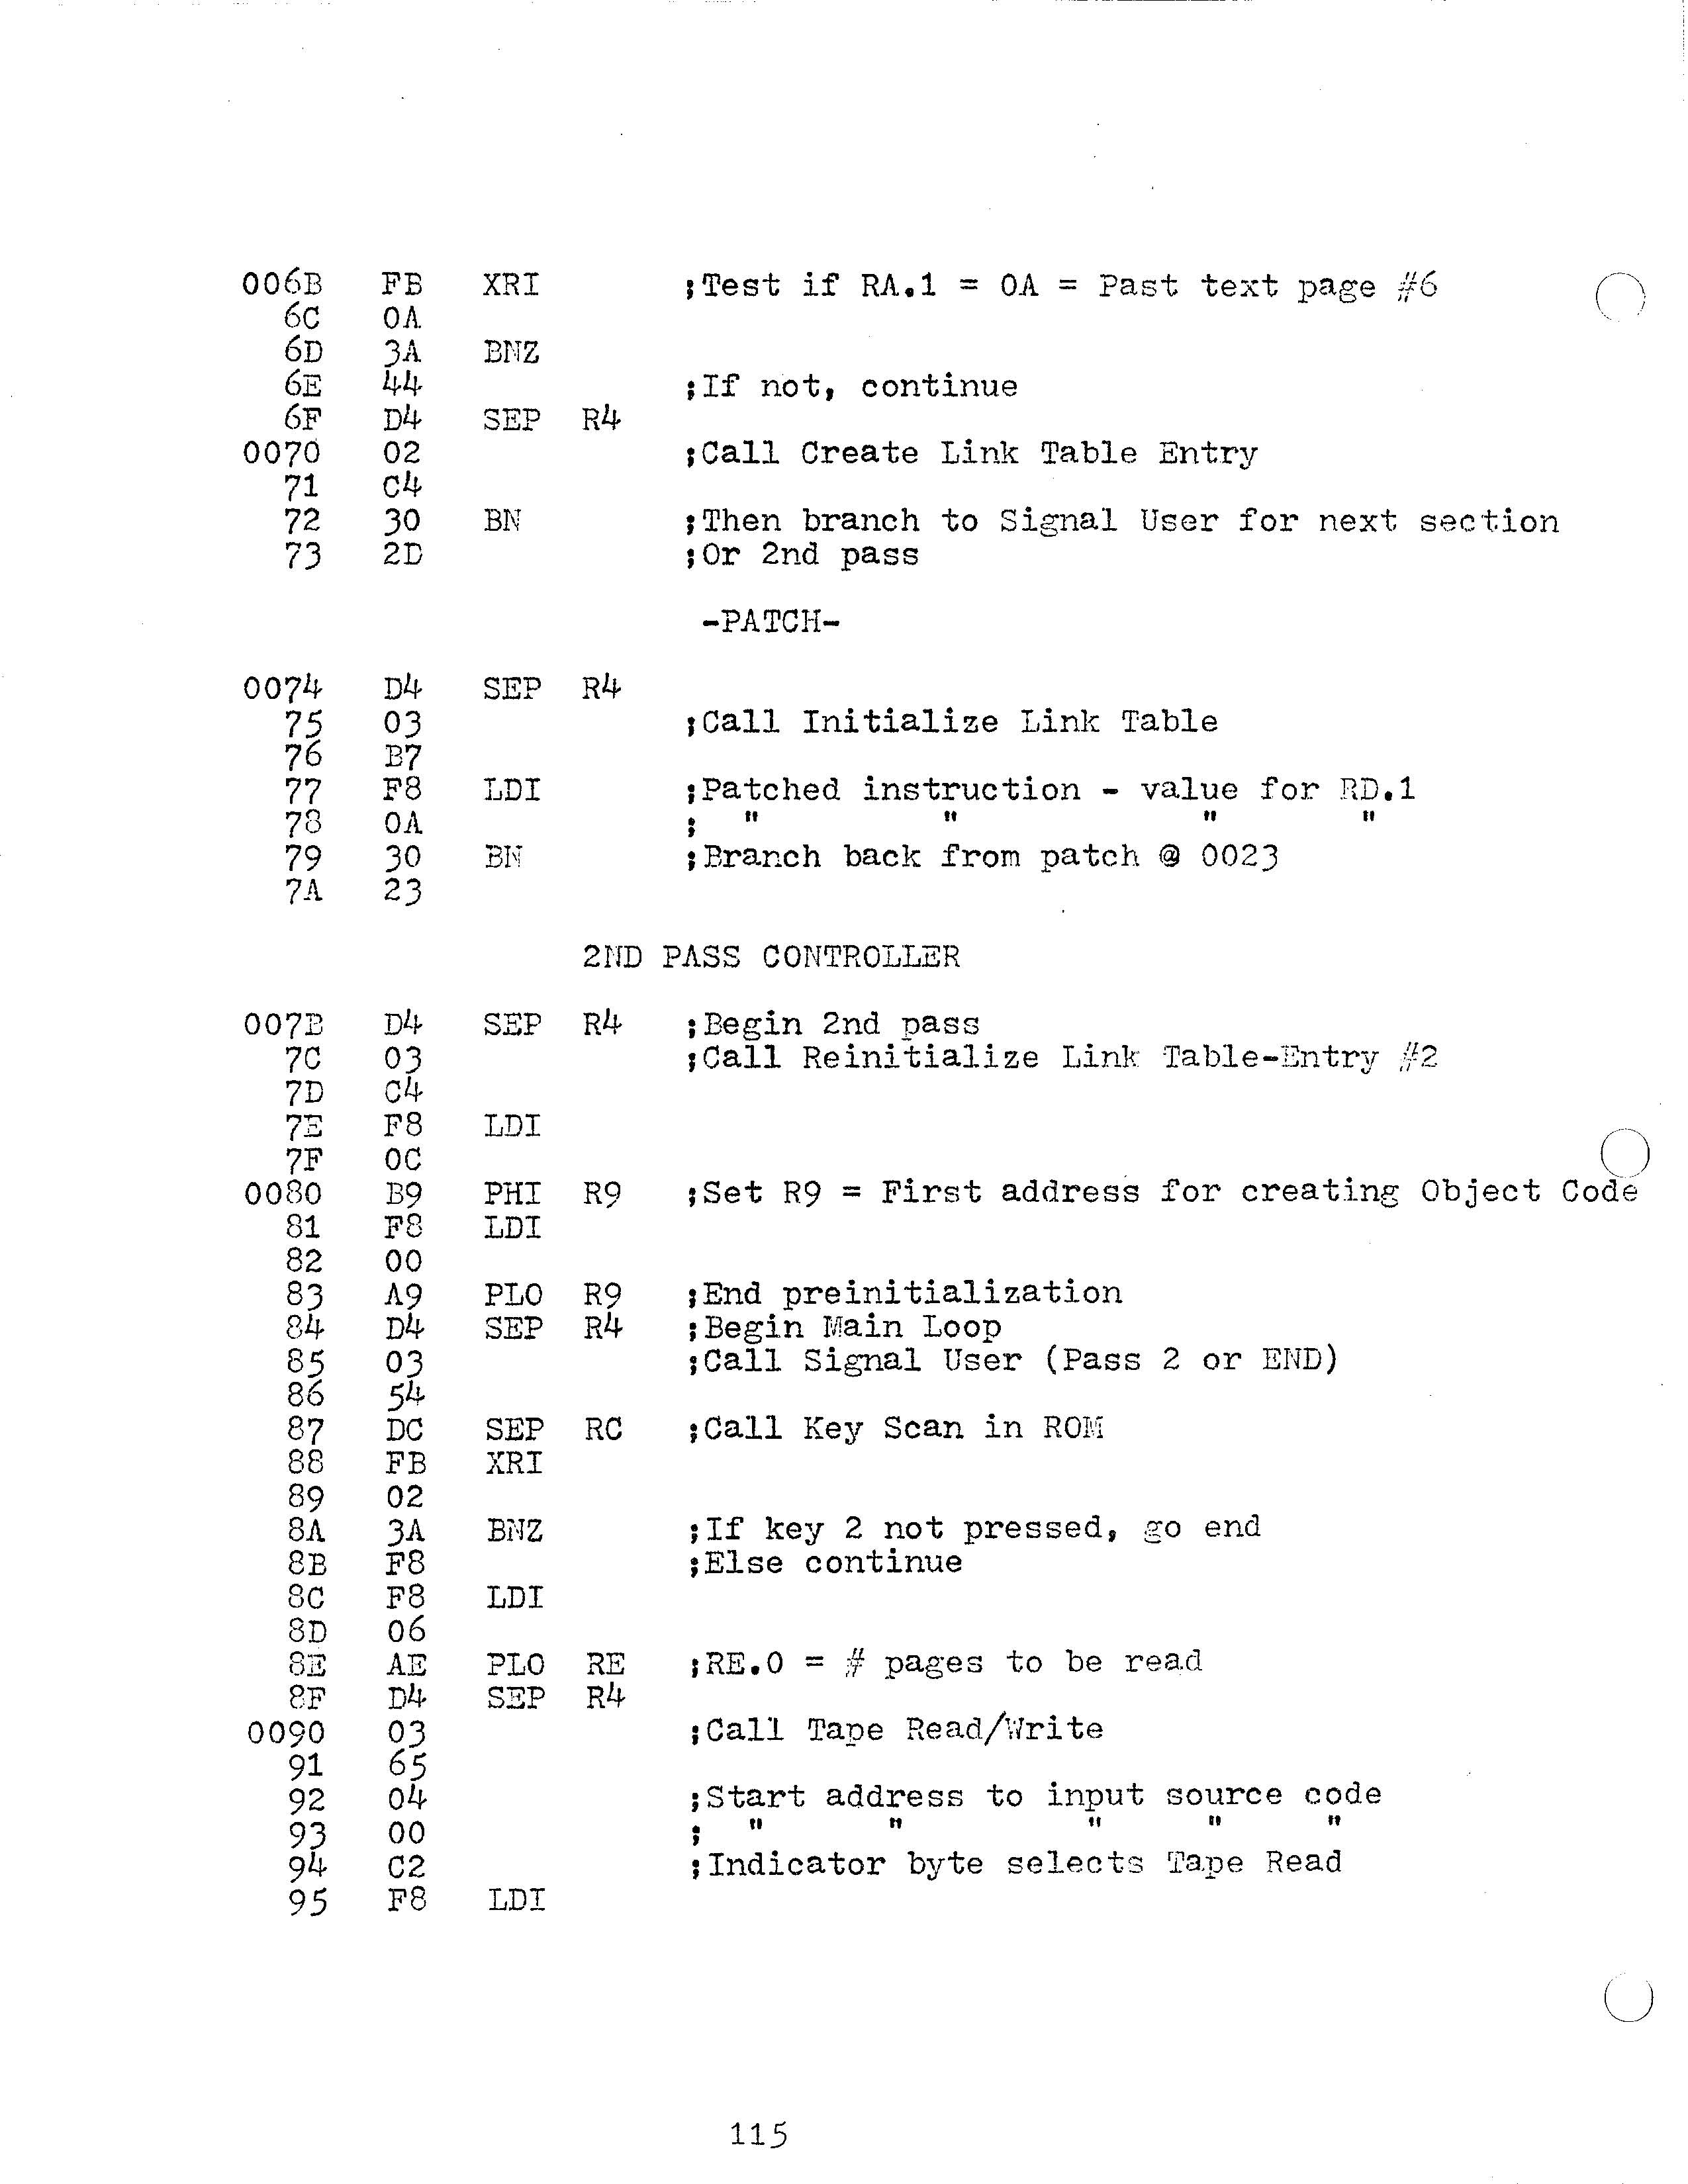 006B FB XRI ;Test if RA.1 = 0A = Past text page #6
6C 0A
6D 3A BNZ
6E 44 ;If not, continue
6F D4 SEP R4
0070 02 ;Call Create Link Table Entry
71 C4
72 30 BN ;Then branch to Signal User for next section
73 2D ;Or 2nd pass
-PATCH-
0074 D4 SEP R4
75 03 ;Call Initialize Link Table
76 B7
77 F8 LDI ;Patched instruction - value for RD.1
78 0A ; " " " "
79 30 BN ;Branch back from patch @ 0023
7A 23
2ND PASS CONTROLLER
007B D4 SEP R4 ;Begin 2nd pass
7C 03 ;Call Reinitialize Link Table-Entry #2
7D C4
7E F8 LDI
7F 0C
0080 B9 PHI R9 ;Set R9 = First address for creating Object Code
81 F8 LDI
82 00
83 A9 PLO R9 ;End preinitialization
84 D4 SEP R4 ;Begin Main Loop
85 03 ;Call Signal User (Pass 2 or END)
86 54
87 DC SEP RC ;Call Key Scan in ROM
88 FB XRI
89 02
8A 3A BNZ ;If key 2 not pressed, go end
8B F8 ;Else continue
8C F8 LDI
8D 06
8E AE PLO RE ;RE.0 = # pages to be read
8F D4 SEP R4
0090 03 ;Call Tape Read/Write
91 65
92 04 ;Start address to input source code
93 00 ; " " " " "
94 C2 ;Indicator byte selects Tape Read
95 F8 LDI
115